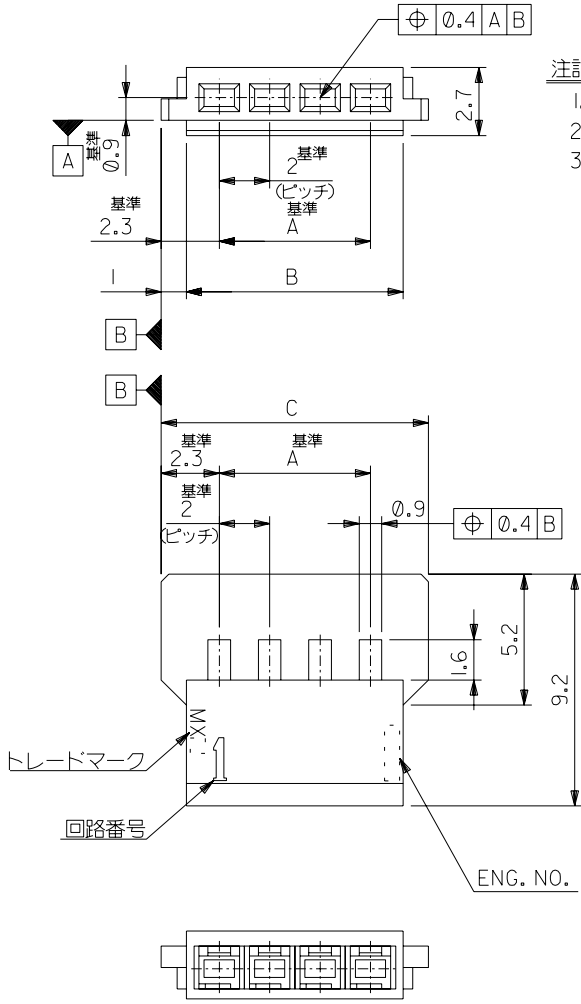 ⌖ 0.4 A B
注記
1.
2
3
2.7
A
基準
0.9
基準
2
(ピッチ)
基準
2.3
基準
A
1
B
B
B
C
基準
2.3
基準
A
基準
2
(ピッチ)
0.9
⌖ 0.4 B
1.6
5.2
9.2
MX
1
トレードマーク
回路番号
ENG. NO.